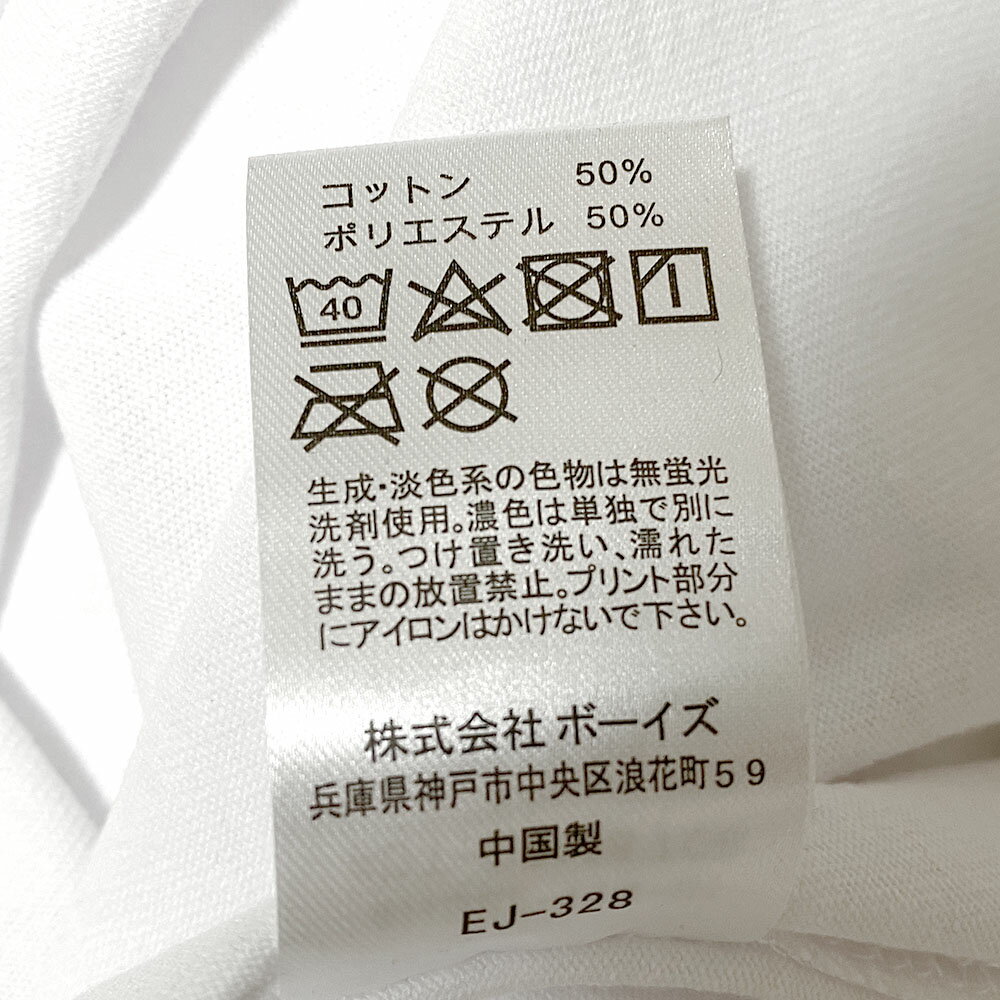 コットン 50%
ポリエステル 50%
40
生成・淡色系の色物は無蛍光
洗剤使用。濃色は単独で別に
洗う。つけ置き洗い、濡れた
ままの放置禁止。プリント部分
にアイロンはかけないで下さい。
株式会社 ボーイズ
兵庫県神戸市中央区浪花町59
中国製
EJ-328